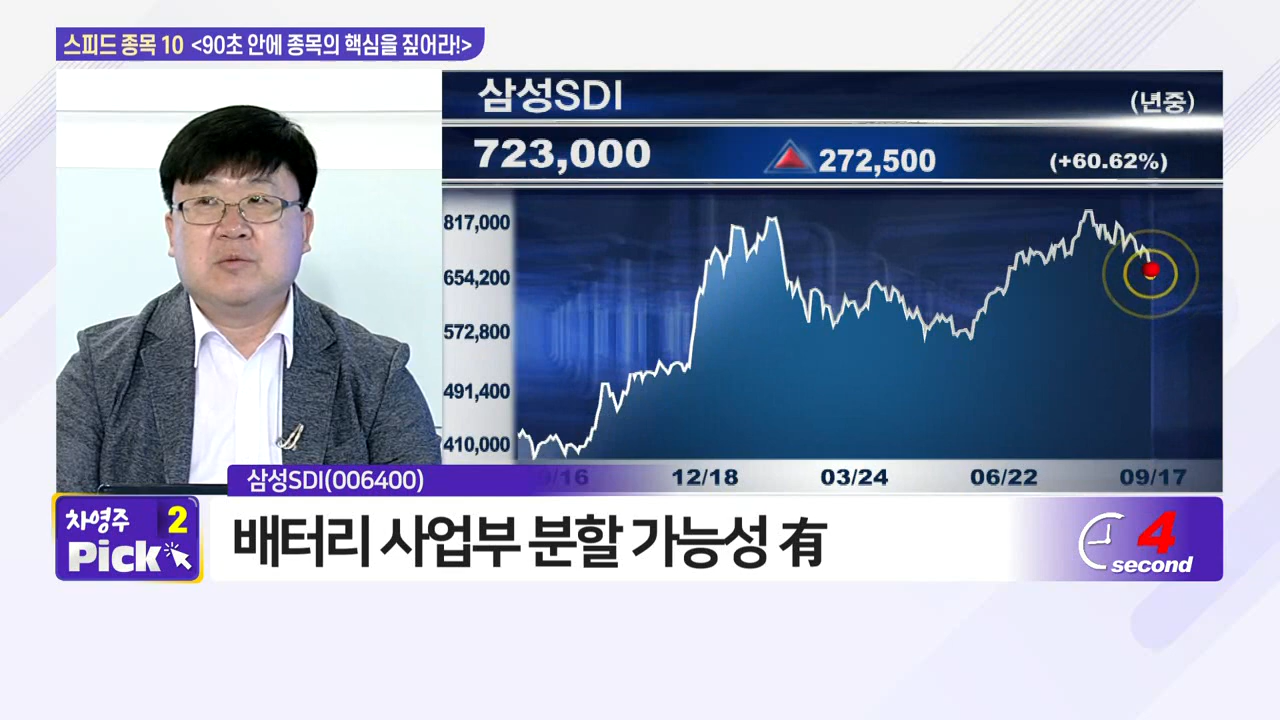 스피드 종목 10 <90초 안에 종목의 핵심을 짚어라!>
삼성SDI
(년중)
723,000
272,500
(+60.62%)
817,000
654,200
572,800
491,400
410,000
9/16
12/18
03/24
06/22
09/17
삼성SDI(006400)
차영주 2
Pick
배터리 사업부 분할 가능성 有
4
second